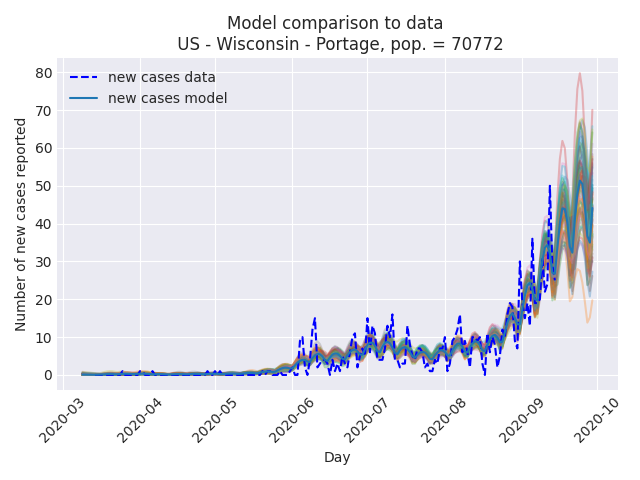 Model comparison to data
US - Wisconsin - Portage, pop. = 70772
new cases data
new cases model
Number of new cases reported
80
70
60
50
40
30
20
10
0
2020-03
2020-04
2020-05
2020-06
2020-07
2020-08
2020-09
2020-10
Day